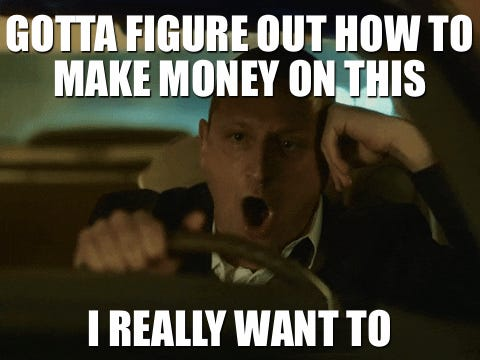 GOTTA FIGURE OUT HOW TO
MAKE MONEY ON THIS
I REALLY WANT TO